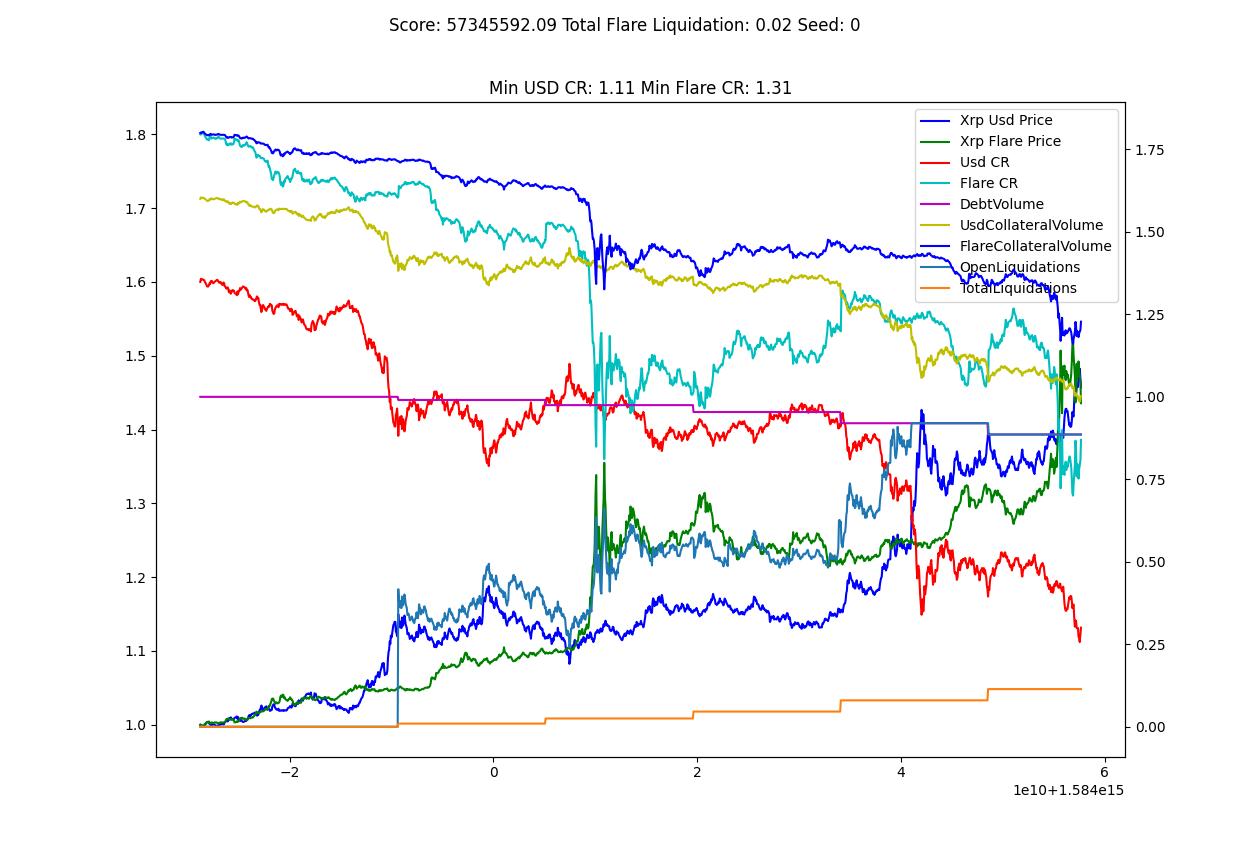 Score: 57345592.09 Total Flare Liquidation: 0.02 Seed: 0
Min USD CR: 1.11 Min Flare CR: 1.31
Xrp Usd Price
Xrp Flare Price
Usd CR
Flare CR
DebtVolume
UsdCollateralVolume
FlareCollateralVolume
OpenLiquidations
TotalLiquidations
1.8
1.7
1.6
1.5
1.4
1.3
1.2
1.1
1.0
1.75
1.50
1.25
1.00
0.75
0.50
0.25
0.00
−2
0
2
4
6
1e10+1.584e15